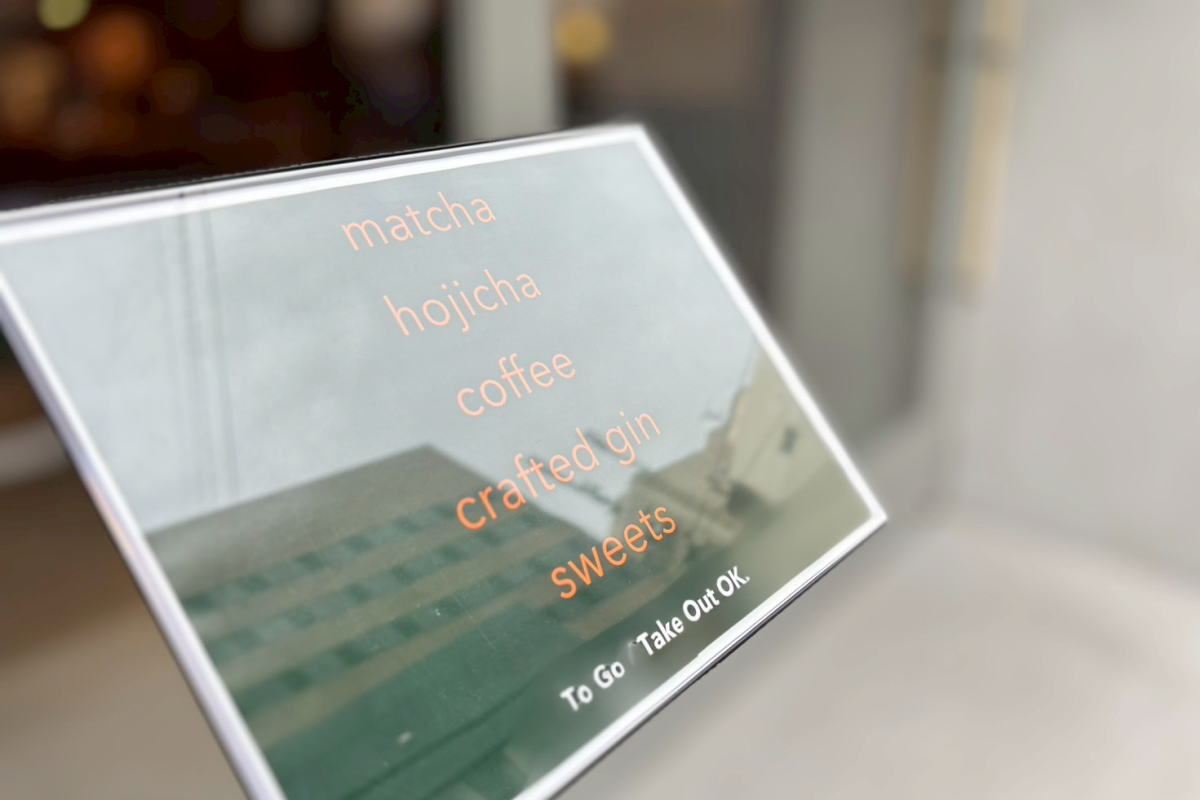 matcha
hojicha
coffee
crafted gin
sweets
To Go / Take Out OK.